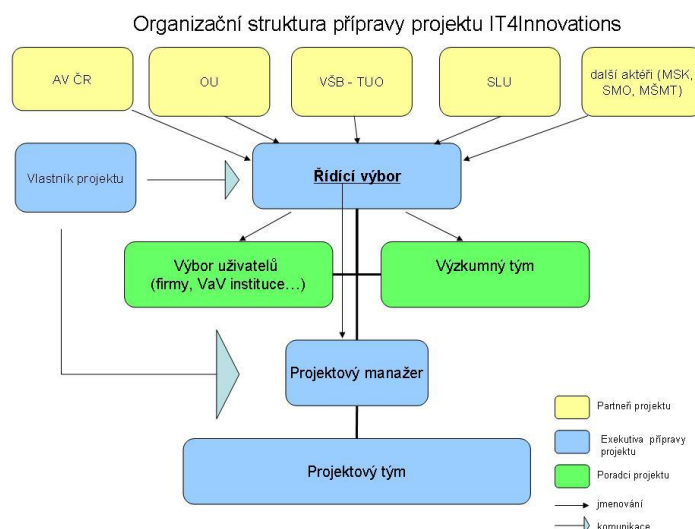 Organizační struktura přípravy projektu IT4Innovations
AV ČR
OU
VŠB - TUO
SLU
další aktéři (MSK,
SMO, MŠMT)
Vlastník projektu
Řídící výbor
Výbor uživatelů
(firmy, VaV instituce…)
Výzkumný tým
Projektový manažer
Projektový tým
Partneři projektu
Exekutiva přípravy
projektu
Poradci projektu
jmenování
komunikace